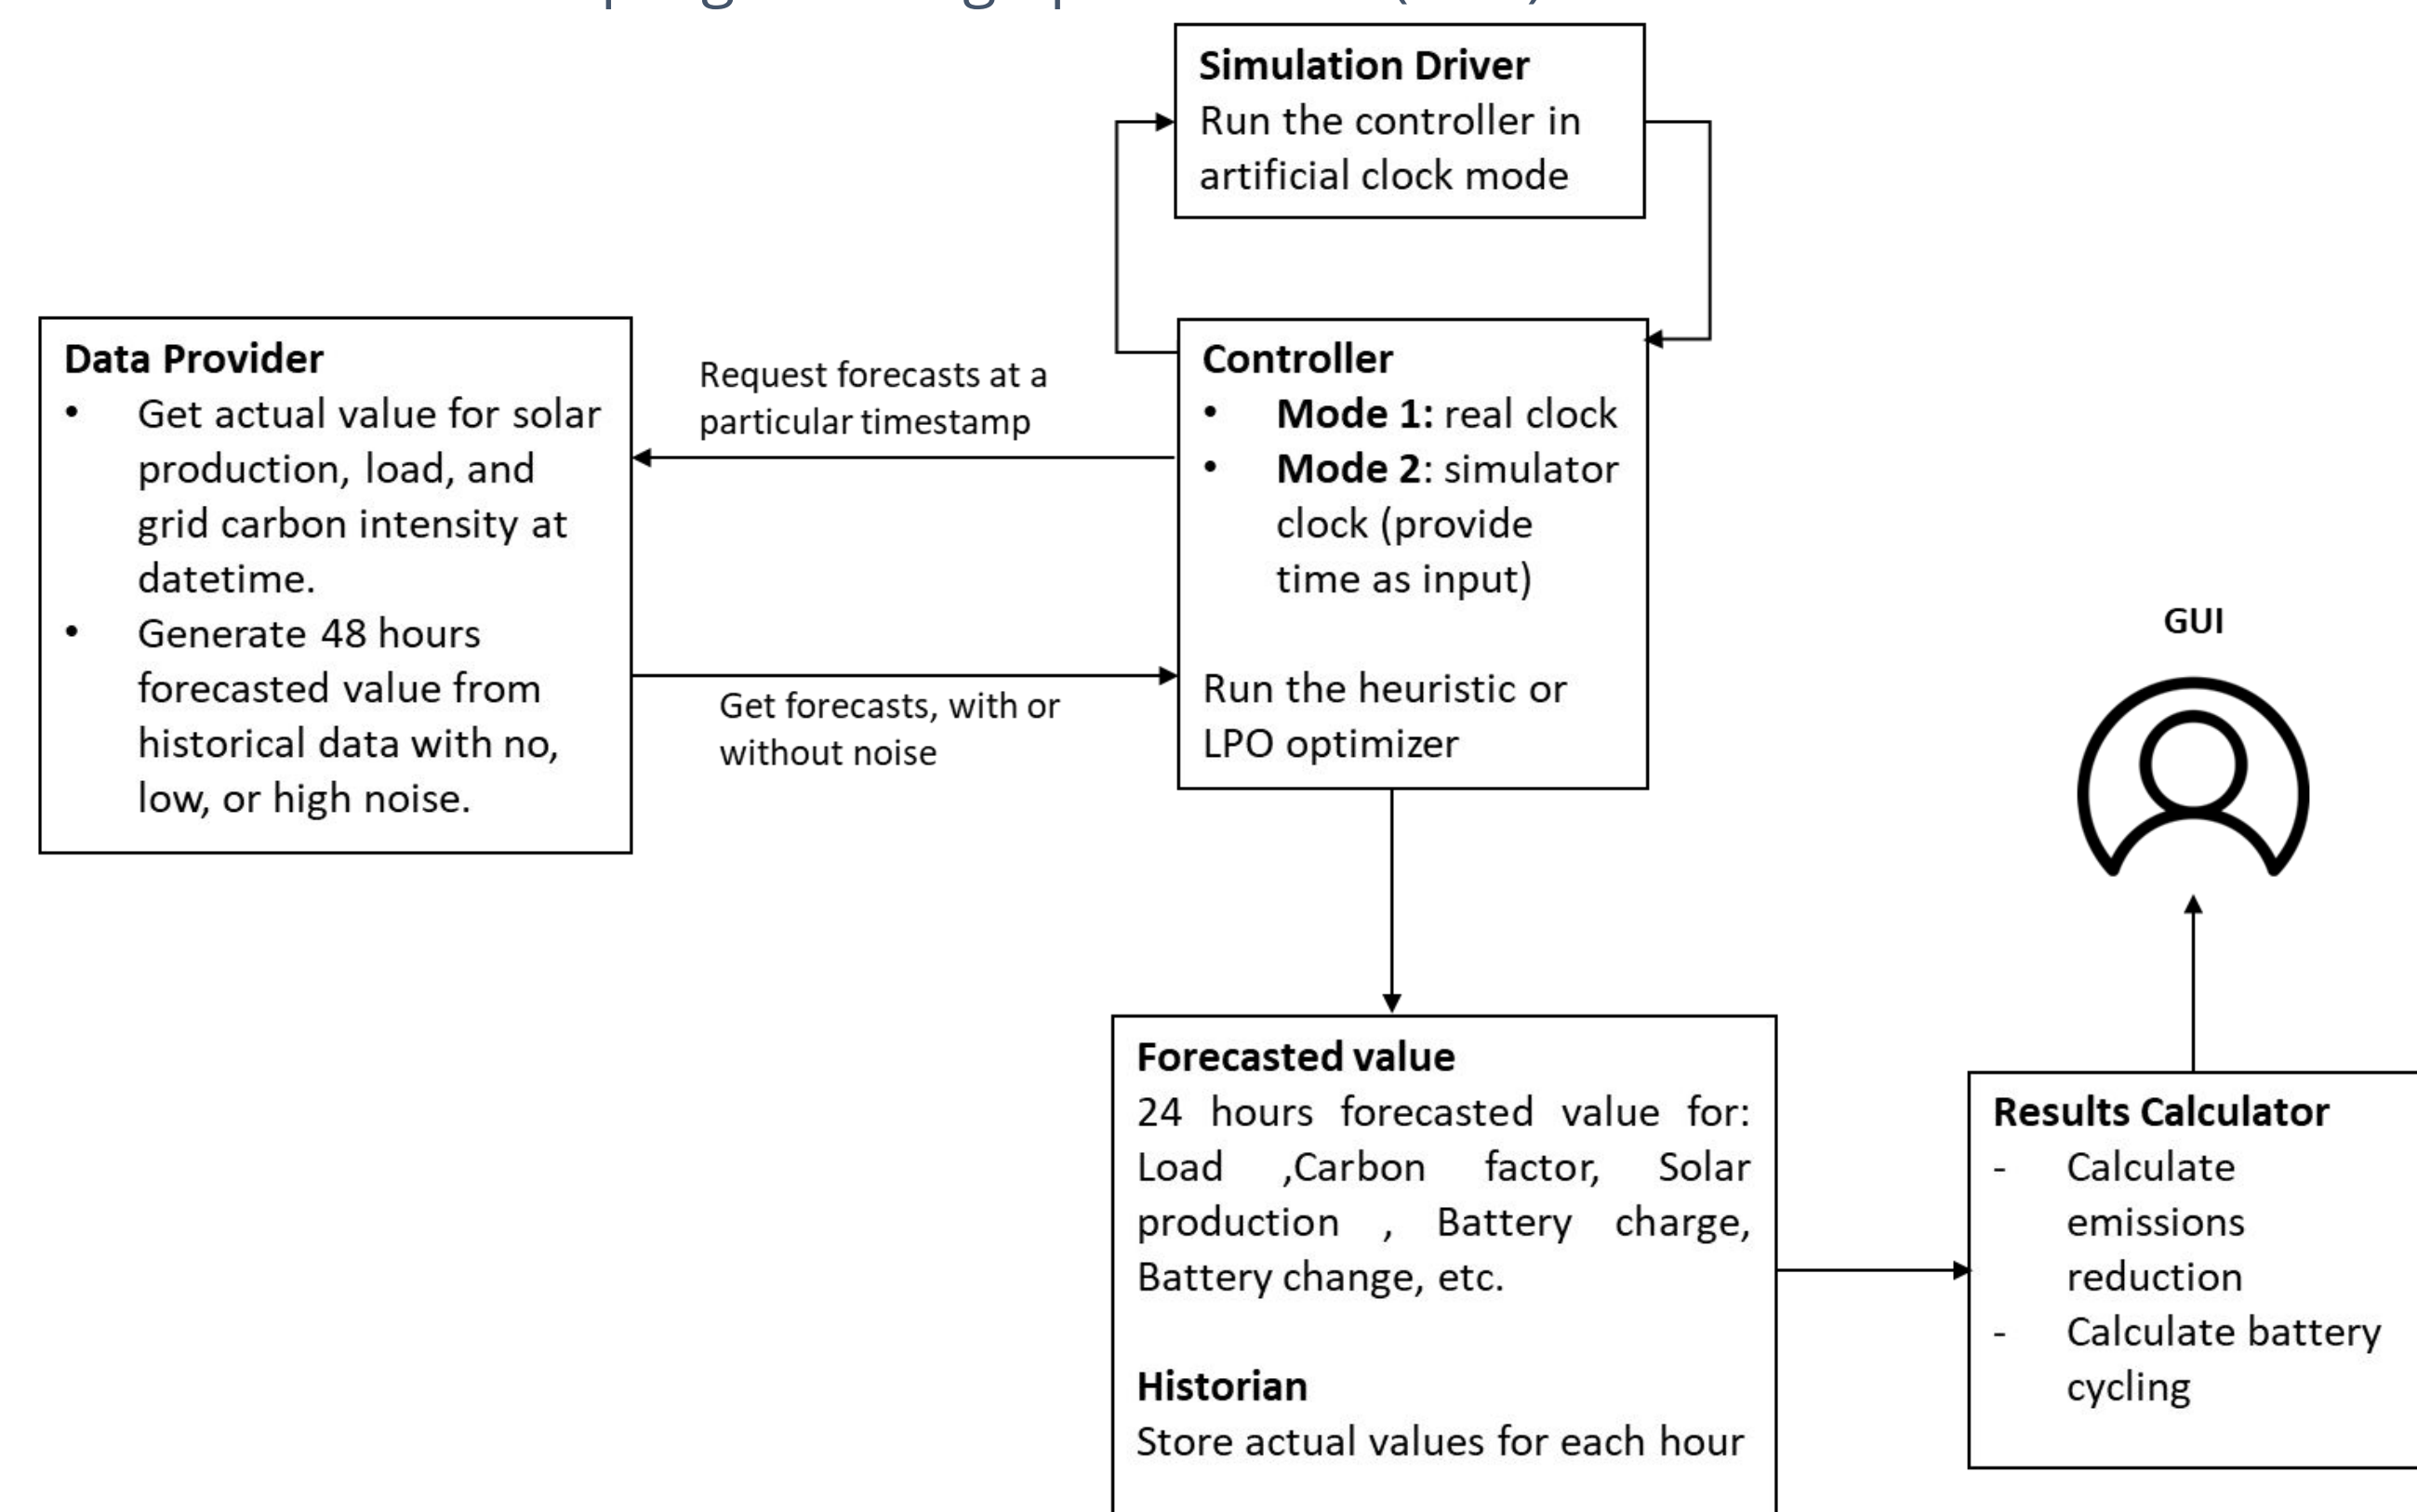 Simulation Driver
Run the controller in
artificial clock mode
Data Provider
• Get actual value for solar
production, load, and
grid carbon intensity at
datetime.
• Generate 48 hours
forecasted value from
historical data with no,
low, or high noise.
Request forecasts at a
particular timestamp
Get forecasts, with or
without noise
Controller
• Mode 1: real clock
• Mode 2: simulator
clock (provide
time as input)
Run the heuristic or
LPO optimizer
GUI
Forecasted value
24 hours forecasted value for:
Load ,Carbon factor, Solar
production , Battery charge,
Battery change, etc.
Historian
Store actual values for each hour
Results Calculator
- Calculate
emissions
reduction
- Calculate battery
cycling